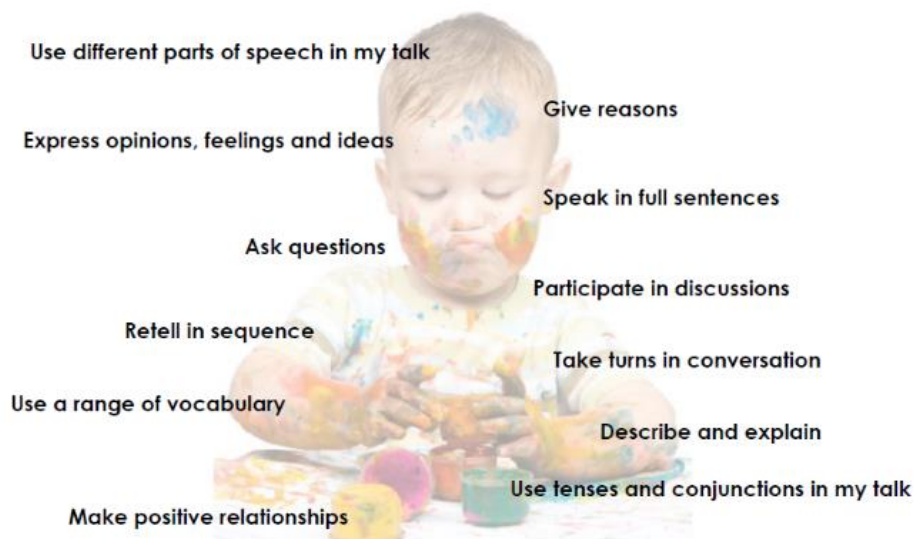 Use different parts of speech in my talk
Give reasons
Express opinions, feelings and ideas
Speak in full sentences
Ask questions
Participate in discussions
Retell in sequence
Take turns in conversation
Use a range of vocabulary
Describe and explain
Use tenses and conjunctions in my talk
Make positive relationships